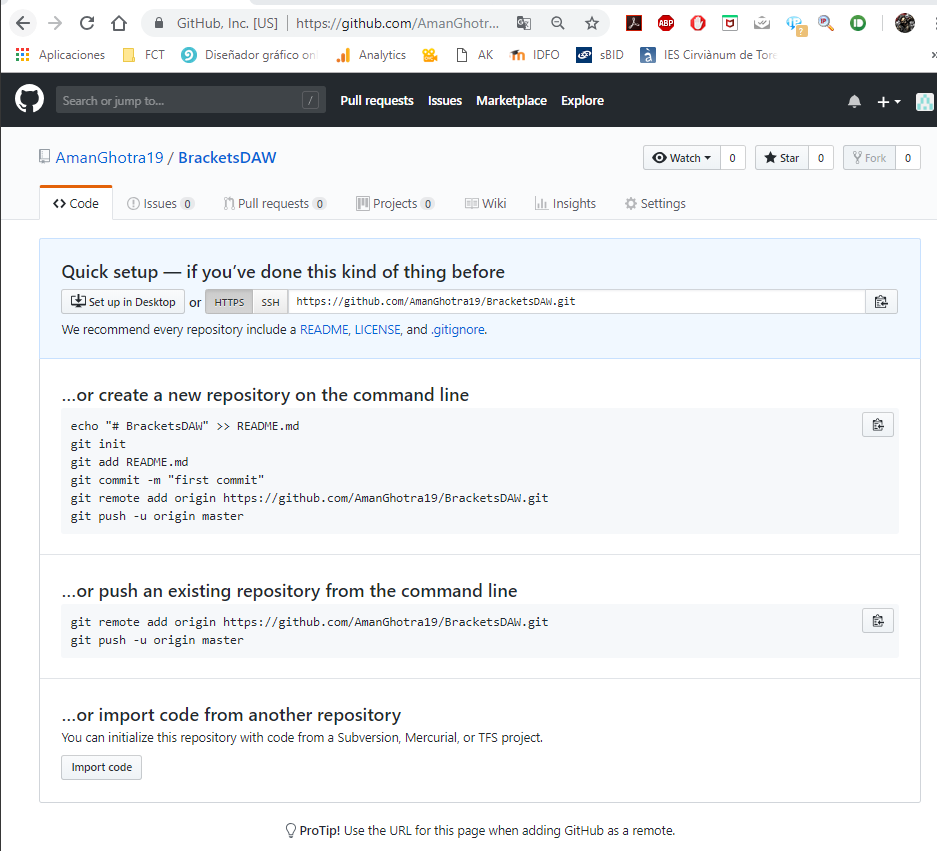 GitHub, Inc. [US] | https://github.com/AmanGhotr...
Aplicaciones FCT Diseñador gráfico onl Analytics AK IDFO sBID IES Cirviànum de Tore
Search or jump to... / Pull requests Issues Marketplace Explore
AmanGhotra19 / BracketsDAW Watch 0 Star 0 Fork 0
Code Issues 0 Pull requests 0 Projects 0 Wiki Insights Settings
Quick setup — if you’ve done this kind of thing before
Set up in Desktop or HTTPS SSH https://github.com/AmanGhotra19/BracketsDAW.git
We recommend every repository include a README, LICENSE, and .gitignore.
…or create a new repository on the command line
echo "# BracketsDAW" >> README.md
git init
git add README.md
git commit -m "first commit"
git remote add origin https://github.com/AmanGhotra19/BracketsDAW.git
git push -u origin master
…or push an existing repository from the command line
git remote add origin https://github.com/AmanGhotra19/BracketsDAW.git
git push -u origin master
…or import code from another repository
You can initialize this repository with code from a Subversion, Mercurial, or TFS project.
Import code
ProTip! Use the URL for this page when adding GitHub as a remote.